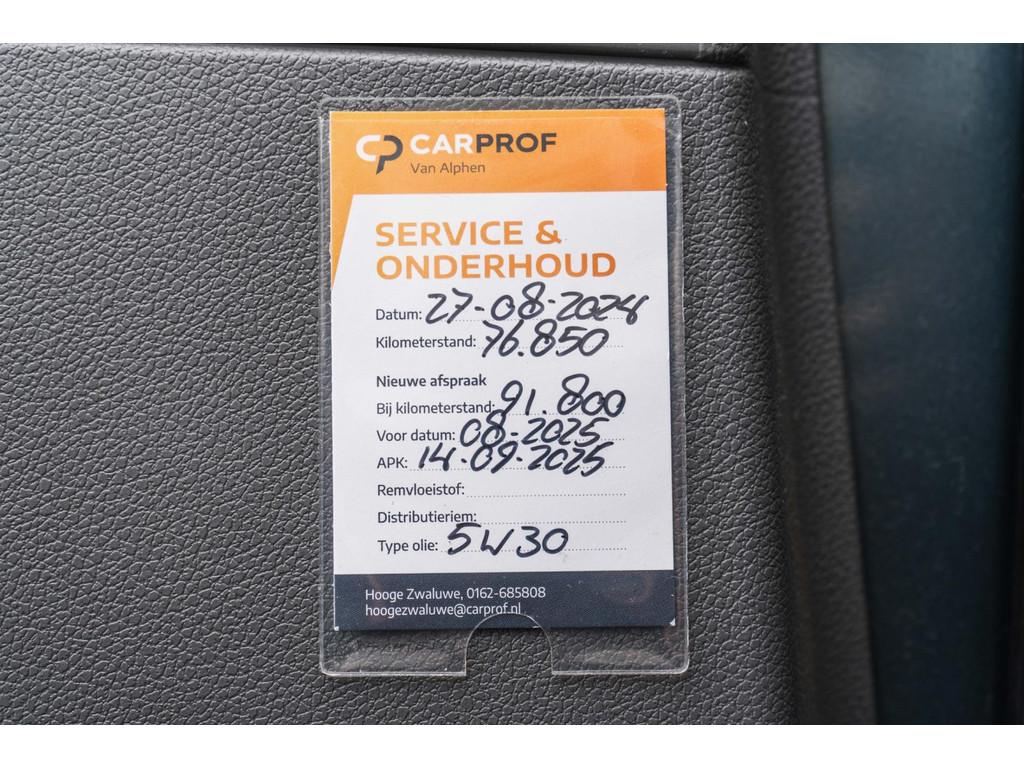 CP CARPROF
Van Alphen
SERVICE &
ONDERHOUD
Datum: 27-08-2024
Kilometerstand: 76.850
Nieuwe afspraak
Bij kilometerstand: 91.800
Voor datum: 08-2025
APK: 14-09-2025
Remvloeistof:
Distributieriem:
Type olie: 5W30
Hooge Zwaluwe, 0162-685808
hoogezwaluwe@carprof.nl